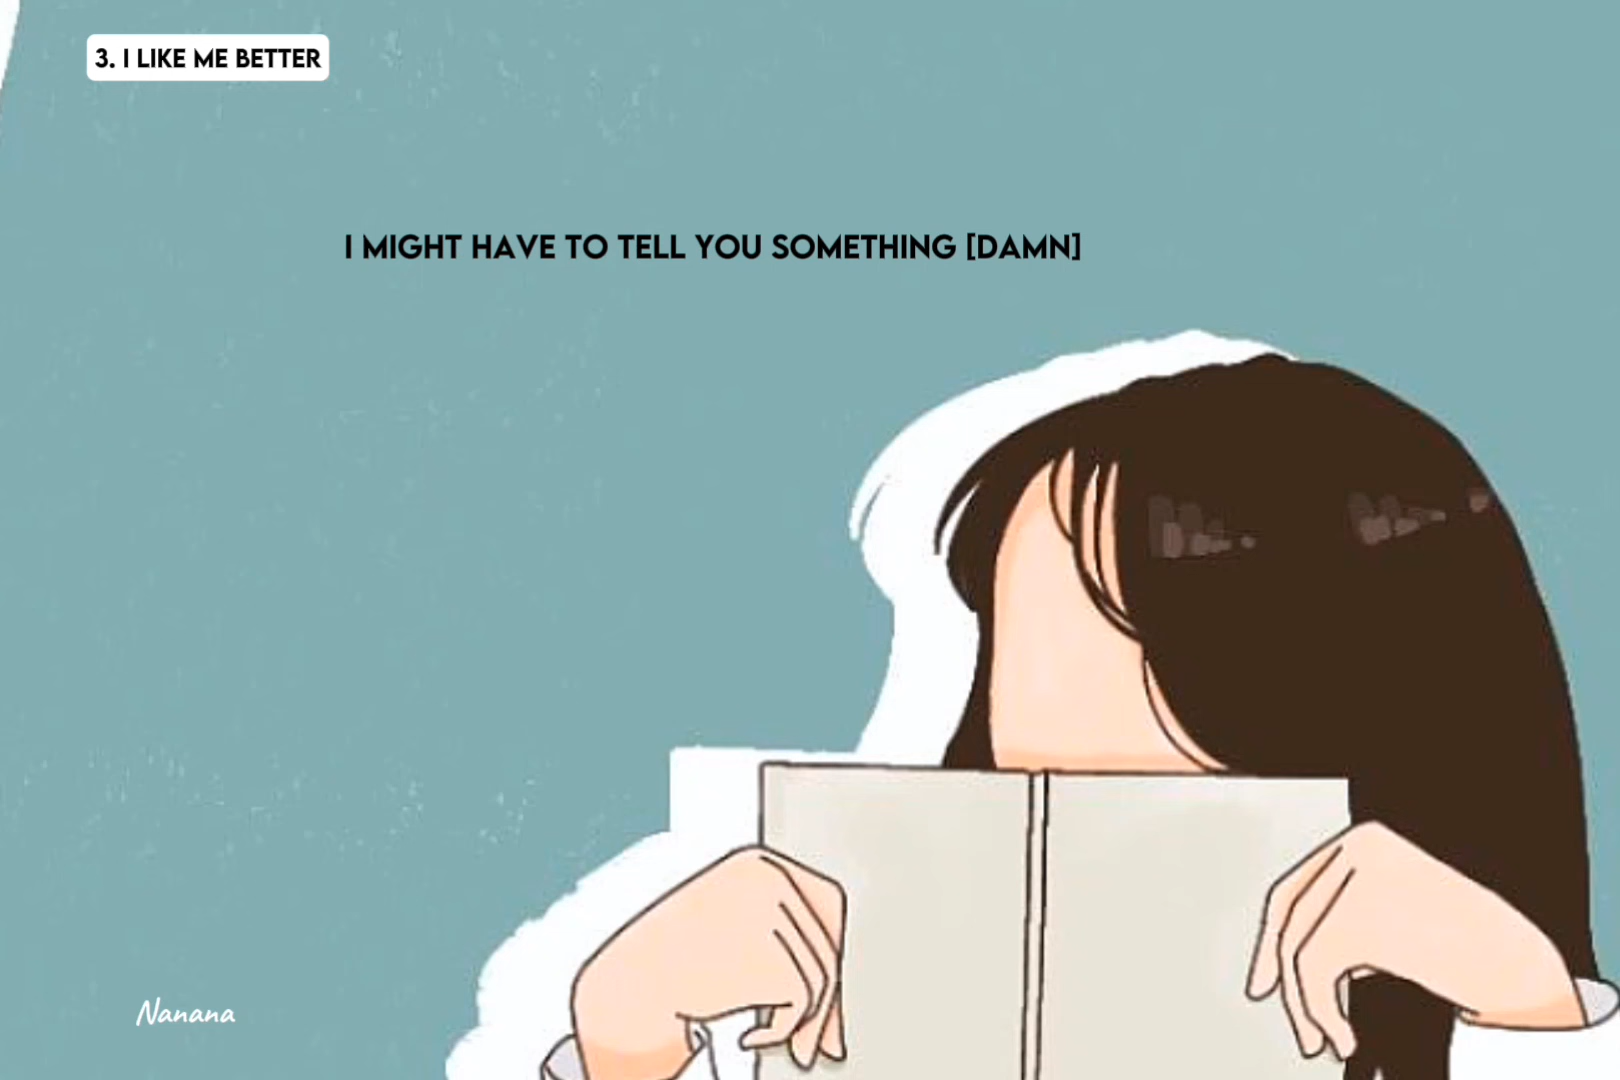 3. I LIKE ME BETTER
I MIGHT HAVE TO TELL YOU SOMETHING [DAMN]
Nanana